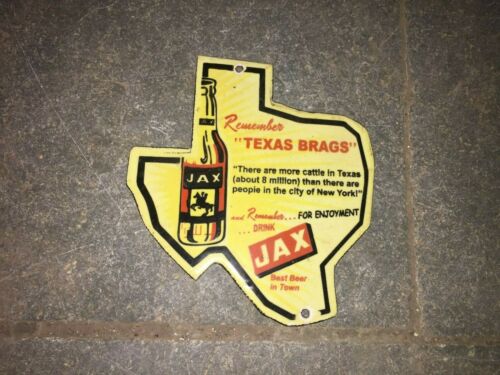 Remember
"TEXAS BRAGS"
"There are more cattle in Texas
(about 8 million) than there are
people in the city of New York!"
and Remember... FOR ENJOYMENT
...DRINK
JAX
Best Beer
in Town
JAX
JAX